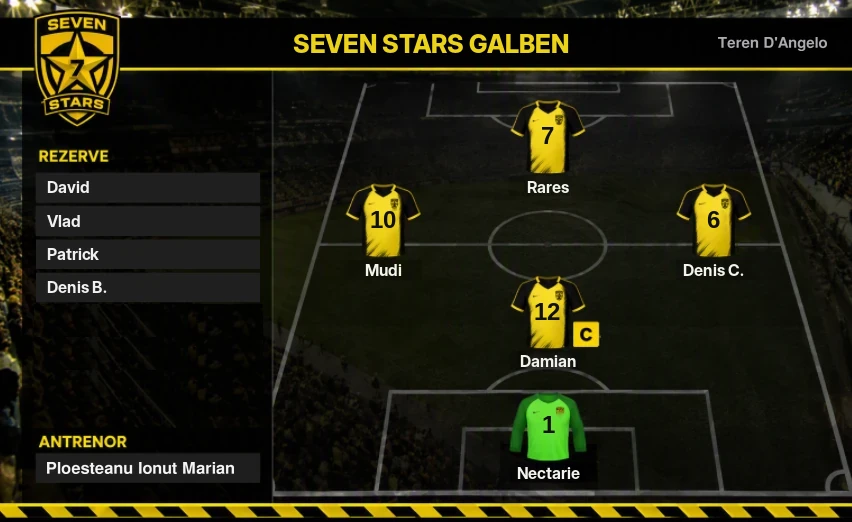 SEVEN
7
STARS
SEVEN STARS GALBEN
Teren D'Angelo
REZERVE
David
Vlad
Patrick
Denis B.
ANTRENOR
Ploesteanu Ionut Marian
7
Rares
10
Mudi
6
Denis C.
12
C
Damian
1
Nectarie